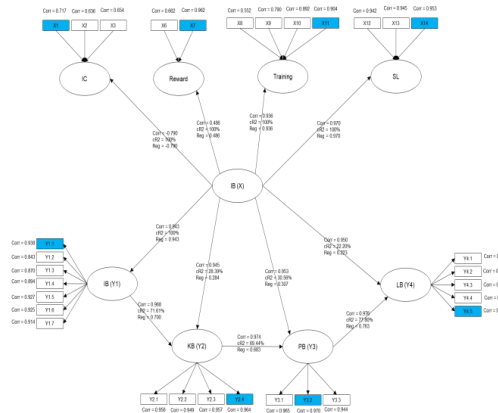 Corr = 0.717 Corr = 0.636 Corr = 0.654
X1 X2 X3
Corr = 0.882 Corr = 0.982
X6 X7
Corr = 0.552 Corr = 0.780 Corr = 0.892 Corr = 0.904
X8 X9 X10 X11
Corr = 0.942 Corr = 0.945 Corr = 0.953
X12 X13 X14
IC Reward Training SL
Corr = -0.790
cR2 = 100%
Reg = -0.790
Corr = 0.486
cR2 = 100%
Reg = 0.486
Corr = 0.936
cR2 = 100%
Reg = 0.936
Corr = 0.970
cR2 = 100%
Reg = 0.970
IB (X)
Corr = 0.943
cR2 = 100%
Reg = 0.943
Corr = 0.945
cR2 = 28.39%
Reg = 0.284
Corr = 0.953
cR2 = 30.56%
Reg = 0.307
Corr = 0.950
cR2 = 22.20%
Reg = 0.223
Corr = 0.938 Y1.1
Corr = 0.943 Y1.2
Corr = 0.870 Y1.3
Corr = 0.894 Y1.4
Corr = 0.927 Y1.5
Corr = 0.925 Y1.6
Corr = 0.914 Y1.7
IB (Y1)
LB (Y4)
Y4.1
Y4.2
Y4.3
Y4.4
Y4.5
Corr = 0.968
cR2 = 71.61%
Reg = 0.700
Corr = 0.974
cR2 = 69.44%
Reg = 0.683
Corr = 0.976
cR2 = 77.80%
Reg = 0.763
KB (Y2) PB (Y3)
Y2.1 Y2.2 Y2.3 Y2.4
Corr = 0.956 Corr = 0.949 Corr = 0.957 Corr = 0.964
Y3.1 Y3.2 Y3.3
Corr = 0.965 Corr = 0.970 Corr = 0.944